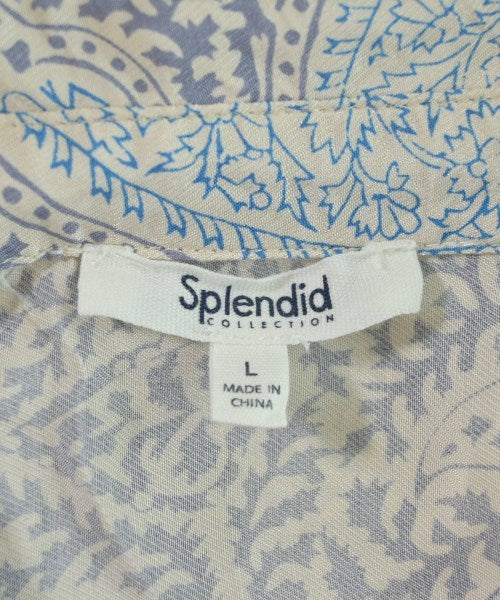 Splendid
COLLECTION
L
MADE IN
CHINA